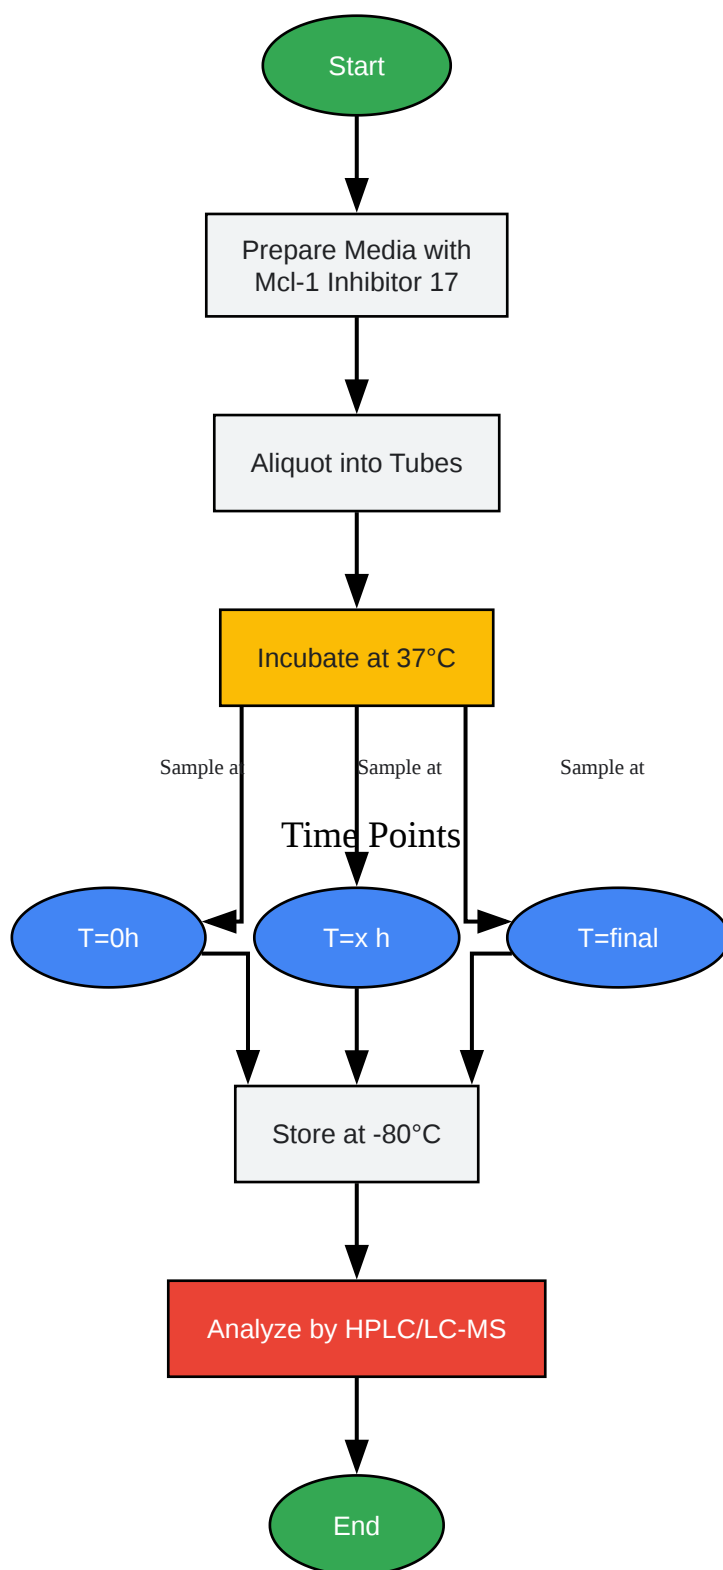 Start
Prepare Media with
Mcl-1 Inhibitor 17
Aliquot into Tubes
Incubate at 37°C
Sample at
Sample at
Sample at
Time Points
T=0h
T=x h
T=final
Store at -80°C
Analyze by HPLC/LC-MS
End